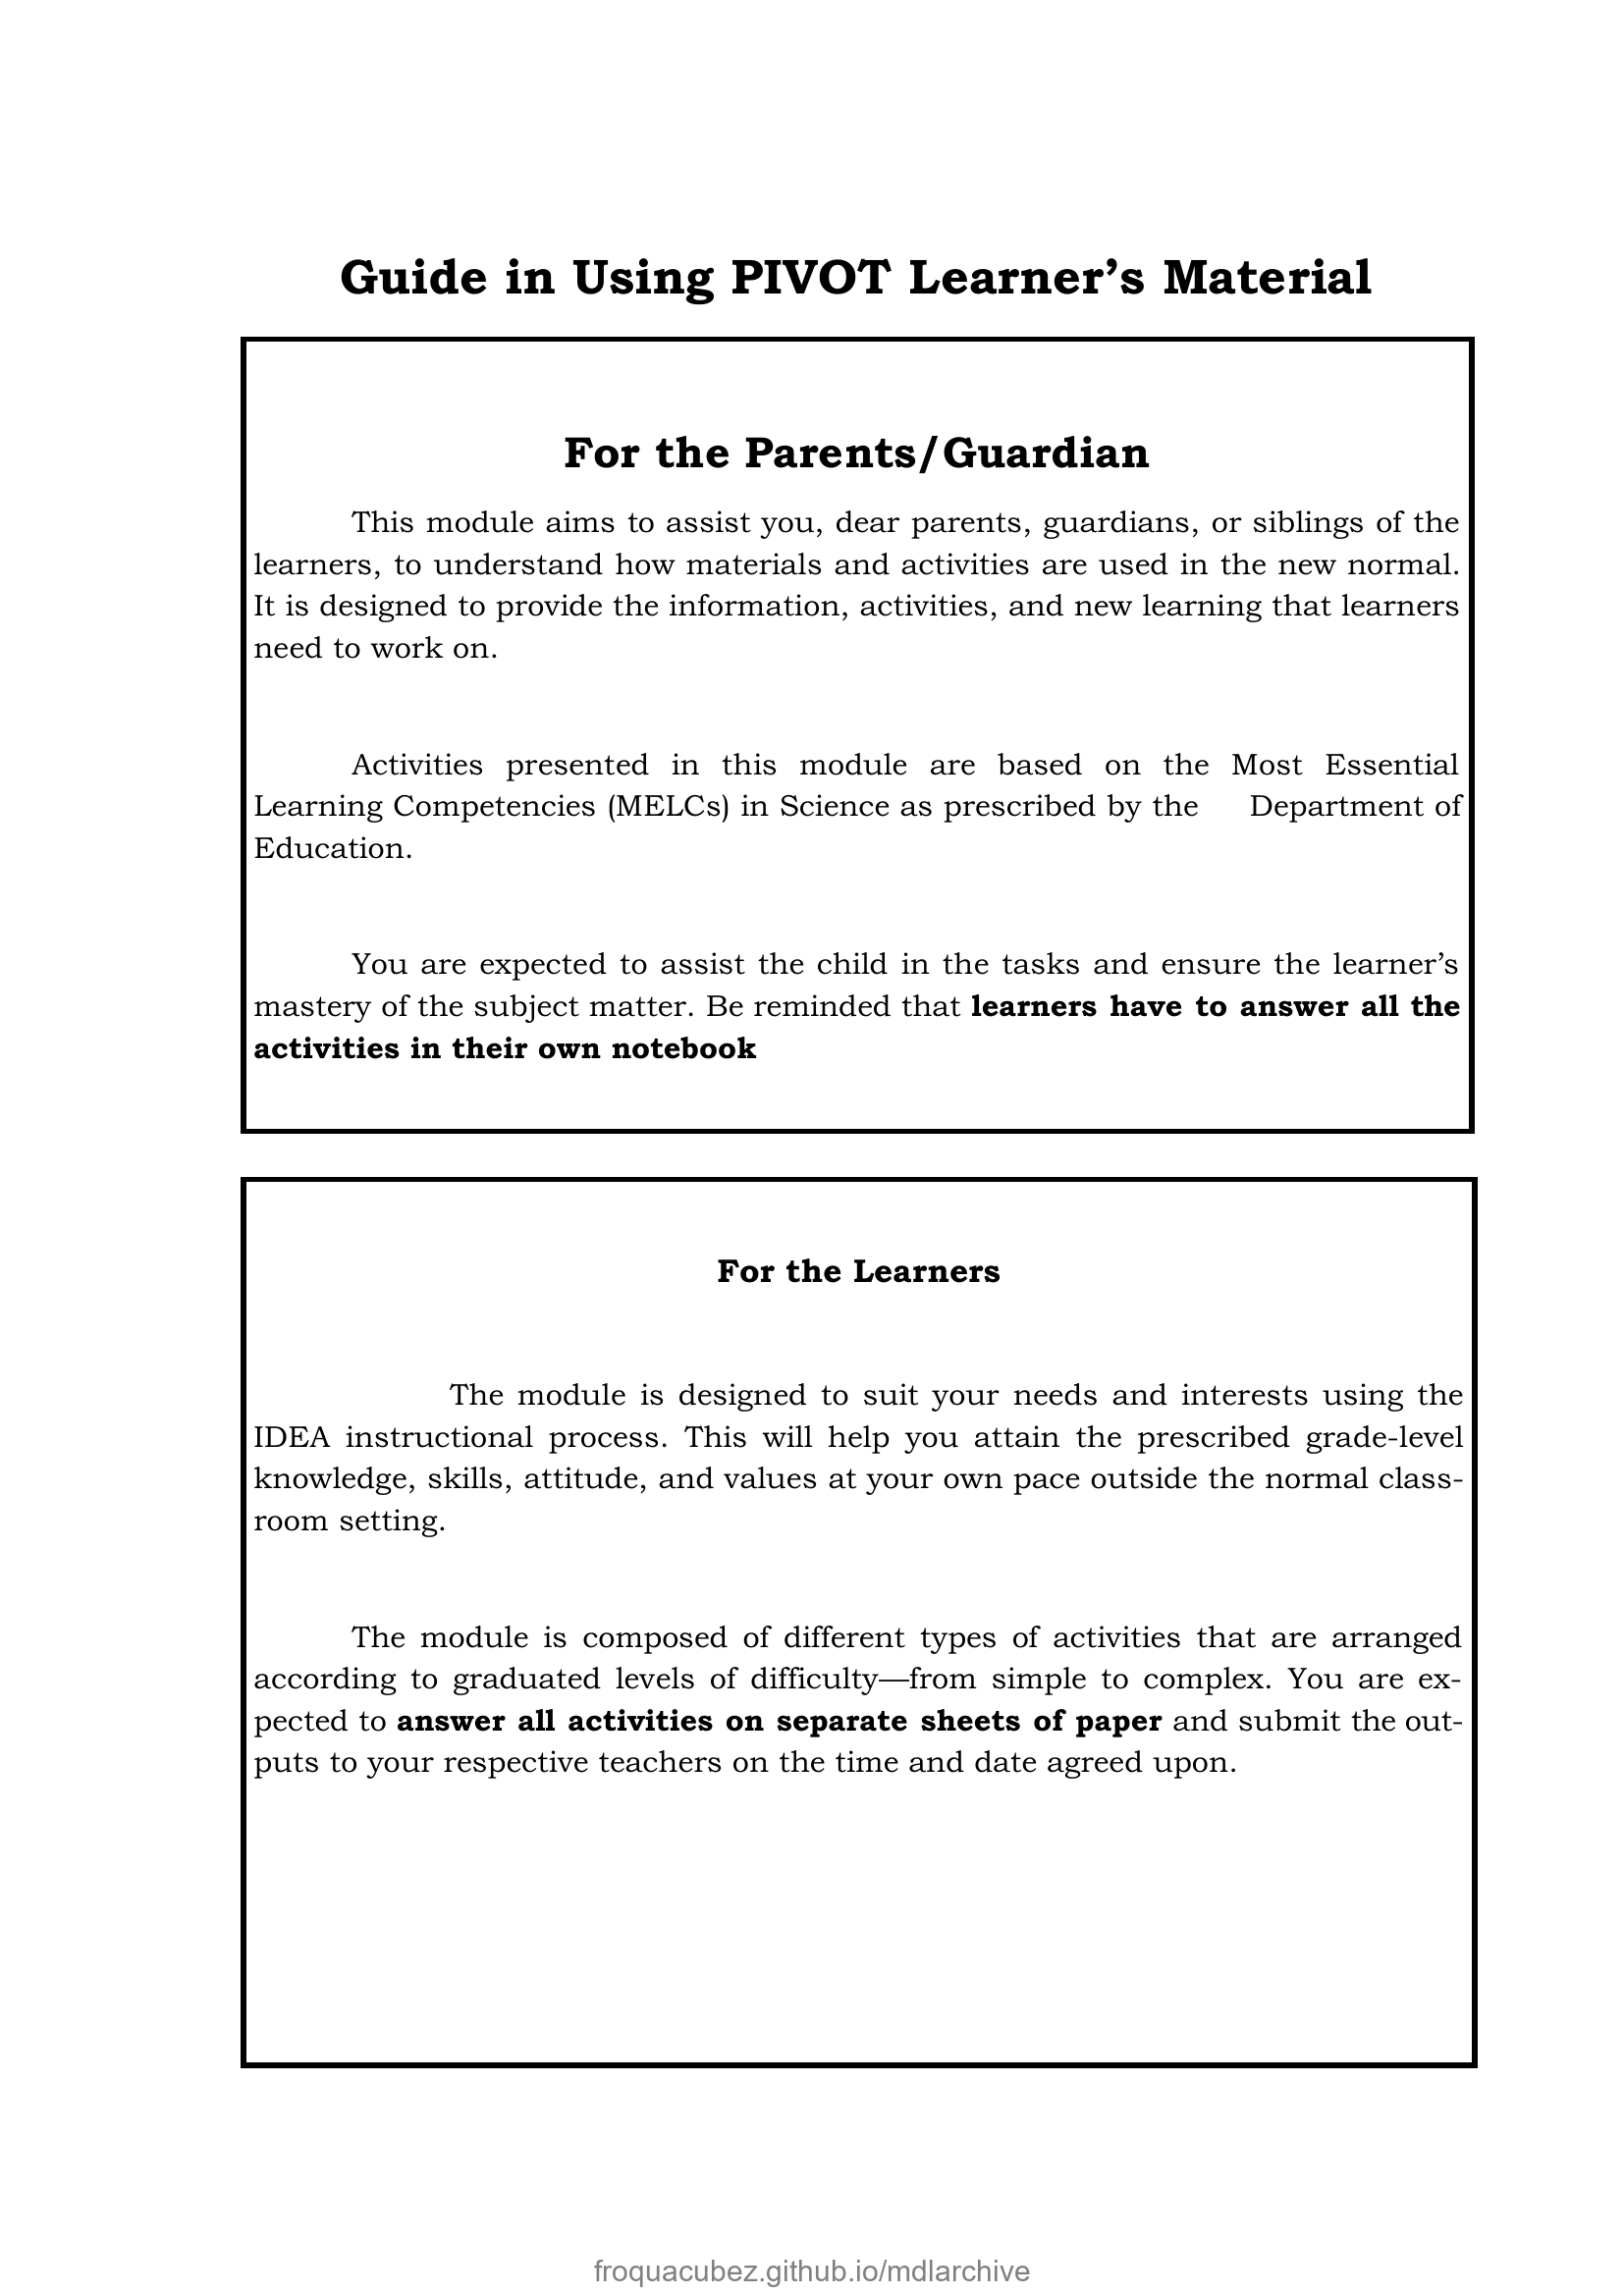 Guide in Using PIVOT Learner’s Material
For the Parents/Guardian
This module aims to assist you, dear parents, guardians, or siblings of the
learners, to understand how materials and activities are used in the new normal.
It is designed to provide the information, activities, and new learning that learners
need to work on.
Activities presented in this module are based on the Most Essential
Learning Competencies (MELCs) in Science as prescribed by the Department of
Education.
You are expected to assist the child in the tasks and ensure the learner’s
mastery of the subject matter. Be reminded that learners have to answer all the
activities in their own notebook
For the Learners
The module is designed to suit your needs and interests using the
IDEA instructional process. This will help you attain the prescribed grade-level
knowledge, skills, attitude, and values at your own pace outside the normal class-
room setting.
The module is composed of different types of activities that are arranged
according to graduated levels of difficulty—from simple to complex. You are ex-
pected to answer all activities on separate sheets of paper and submit the out-
puts to your respective teachers on the time and date agreed upon.
froquacubez.github.io/mdlarchive